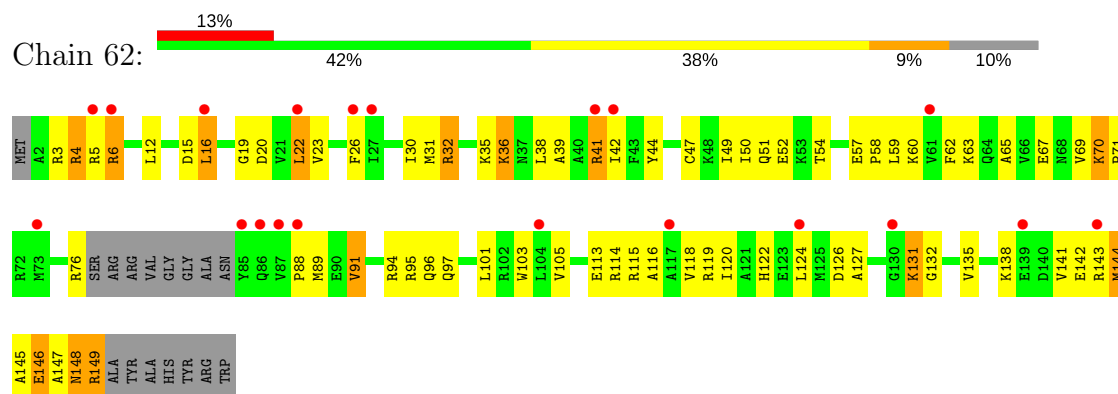 13%
Chain 62:
42% 38% 9% 10%
MET A2 R3 R4 R5 R6 L12 D15 L16 G19 D20 V21 L22 V23 F26 I27 I30 M31 R32 K35 K36 N37 L38 A39 A40 R41 I42 F43 Y44 C47 K48 I49 I50 Q51 E52 K53 T54 E57 P58 L59 K60 V61 F62 K63 Q64 A65 V66 E67 N68 V69 K70 P71
R72 M73 R76 SER ARG ARG VAL GLY GLY ALA ASN Y85 Q86 V87 P88 M89 E90 V91 R94 R95 Q96 Q97 L101 R102 W103 L104 V105 E113 R114 R115 A116 A117 V118 R119 I120 A121 H122 E123 L124 M125 D126 A127 G130 K131 G132 V135 K138 E139 D140 V141 E142 R143 M144
A145 E146 A147 N148 R149 ALA TYR ALA HIS TYR ARG TRP